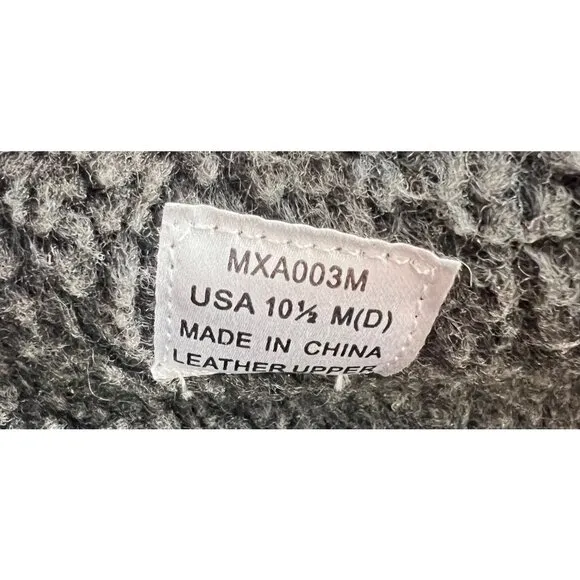 MXA003M
USA 10½ M(D)
MADE IN CHINA
LEATHER UPPER